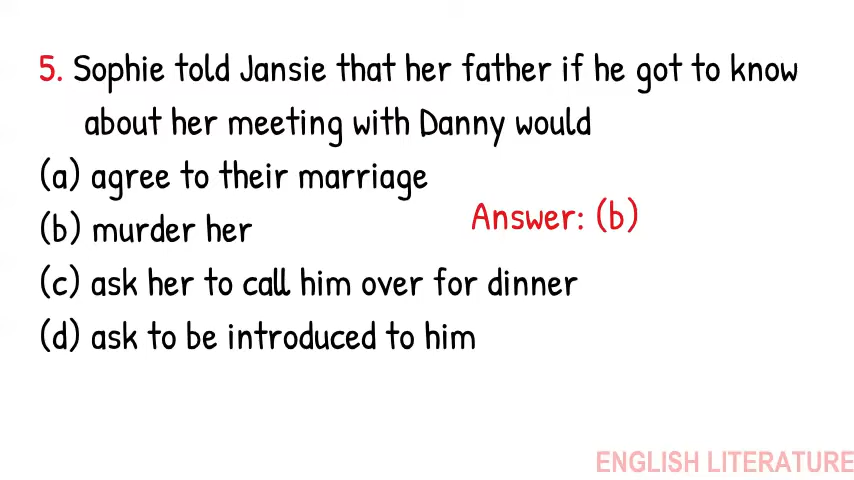 5. Sophie told Jansie that her father if he got to know
about her meeting with Danny would
(a) agree to their marriage
(b) murder her
Answer: (b)
(c) ask her to call him over for dinner
(d) ask to be introduced to him
ENGLISH LITERATURE